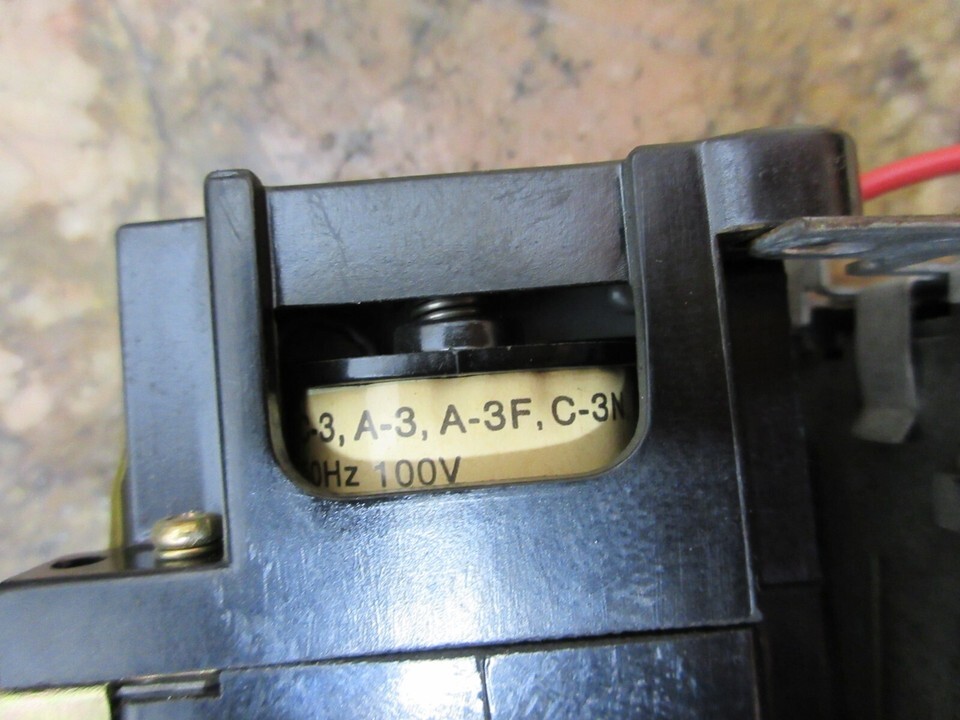 -3, A-3, A-3F, C-3N
0Hz 100V